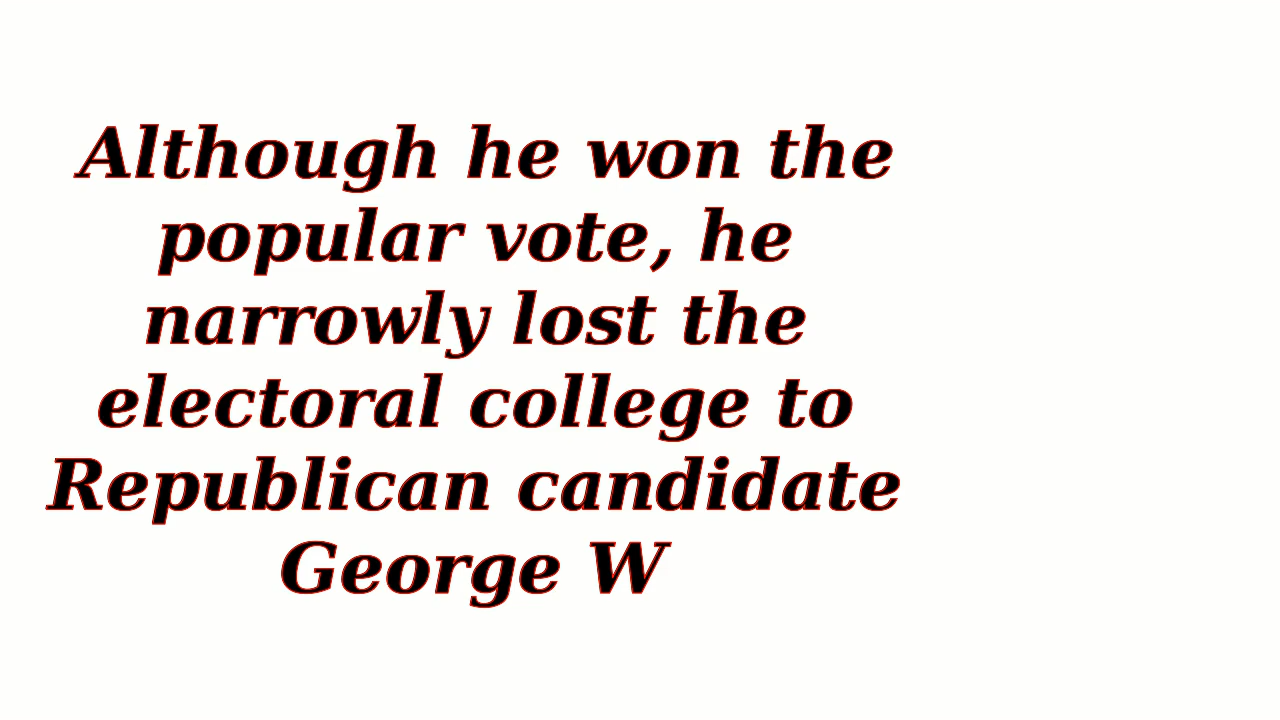 Although he won the
popular vote, he
narrowly lost the
electoral college to
Republican candidate
George W